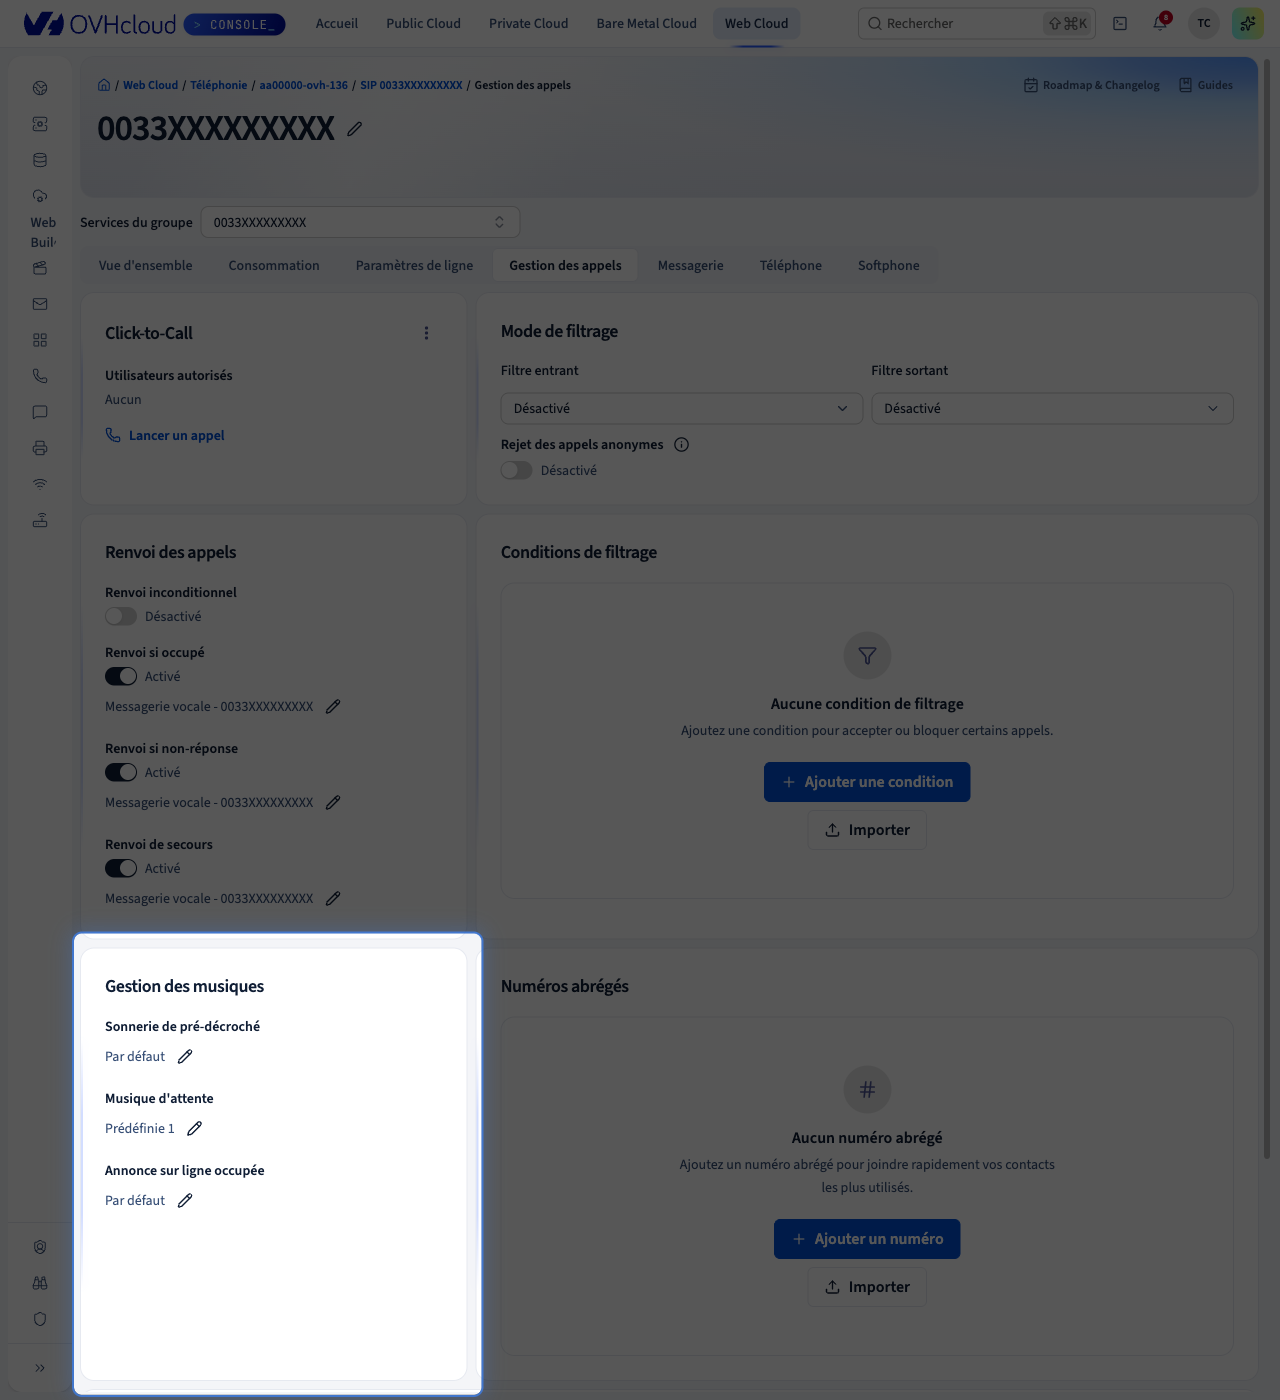 OVHcloud > CONSOLE_ Accueil Public Cloud Private Cloud Bare Metal Cloud Web Cloud Rechercher ⇧⌘K 8 TC
/ Web Cloud / Téléphonie / aa00000-ovh-136 / SIP 0033XXXXXXXXX / Gestion des appels Roadmap & Changelog Guides
0033XXXXXXXXX
Web
Services du groupe 0033XXXXXXXXX
Vue d'ensemble Consommation Paramètres de ligne Gestion des appels Messagerie Téléphone Softphone
Click-to-Call
Utilisateurs autorisés
Aucun
Lancer un appel
Mode de filtrage
Filtre entrant Filtre sortant
Désactivé Désactivé
Rejet des appels anonymes
Désactivé
Renvoi des appels
Renvoi inconditionnel
Désactivé
Renvoi si occupé
Activé
Messagerie vocale - 0033XXXXXXXXX
Renvoi si non-réponse
Activé
Messagerie vocale - 0033XXXXXXXXX
Renvoi de secours
Activé
Messagerie vocale - 0033XXXXXXXXX
Conditions de filtrage
Aucune condition de filtrage
Ajoutez une condition pour accepter ou bloquer certains appels.
+ Ajouter une condition
Importer
Gestion des musiques
Sonnerie de pré-décroché
Par défaut
Musique d'attente
Prédéfinie 1
Annonce sur ligne occupée
Par défaut
Numéros abrégés
#
Aucun numéro abrégé
Ajoutez un numéro abrégé pour joindre rapidement vos contacts
les plus utilisés.
+ Ajouter un numéro
Importer